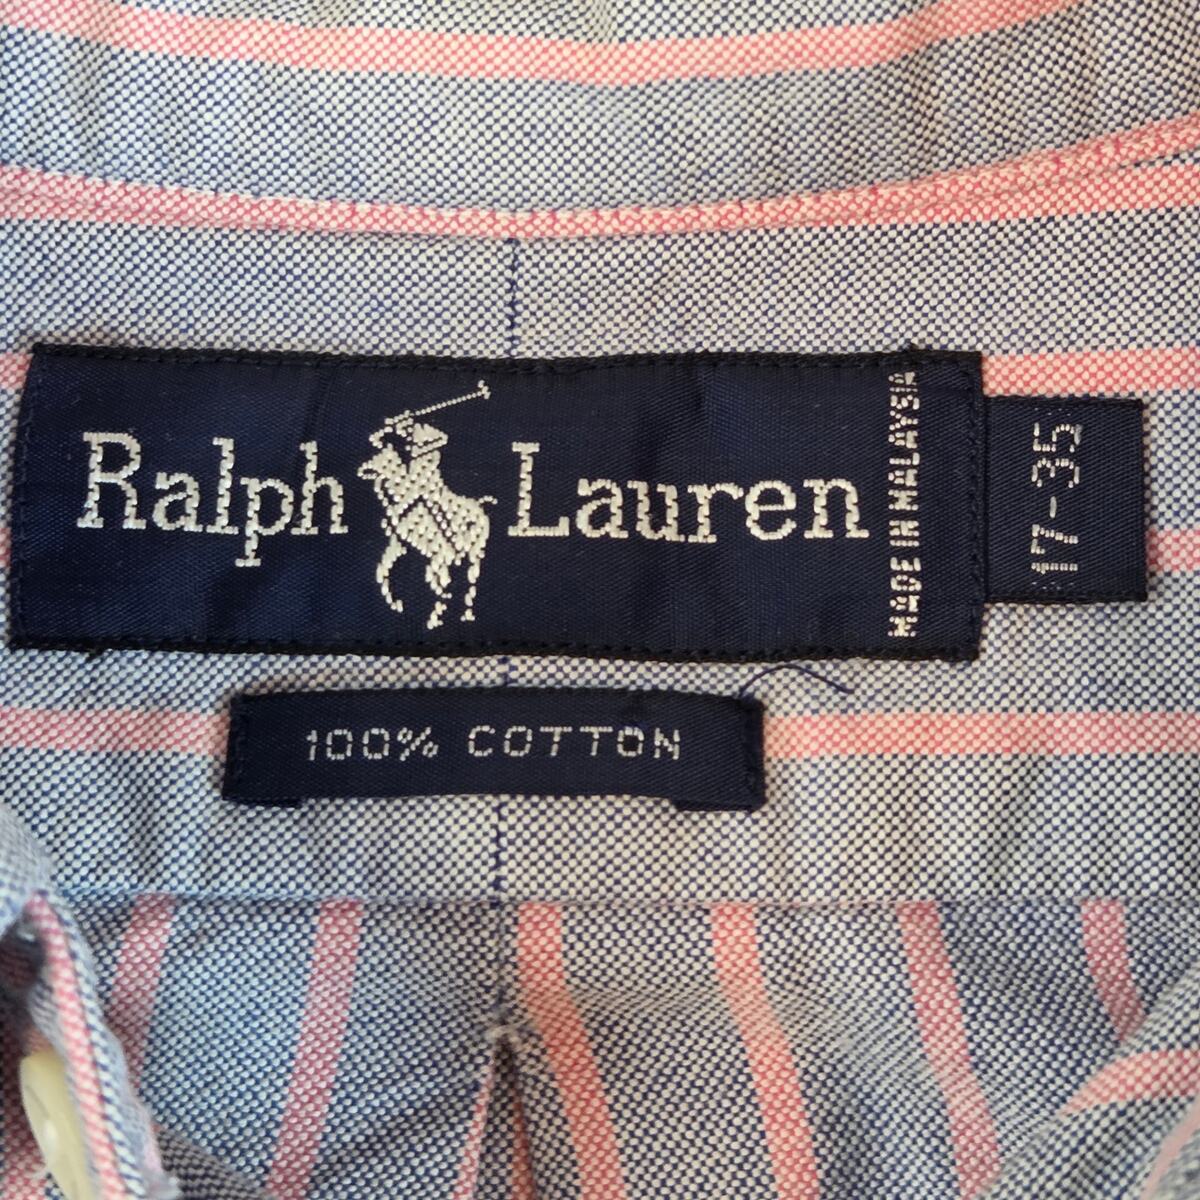 Ralph Lauren
MADE IN MALAYSIA
17-35
100% COTTON